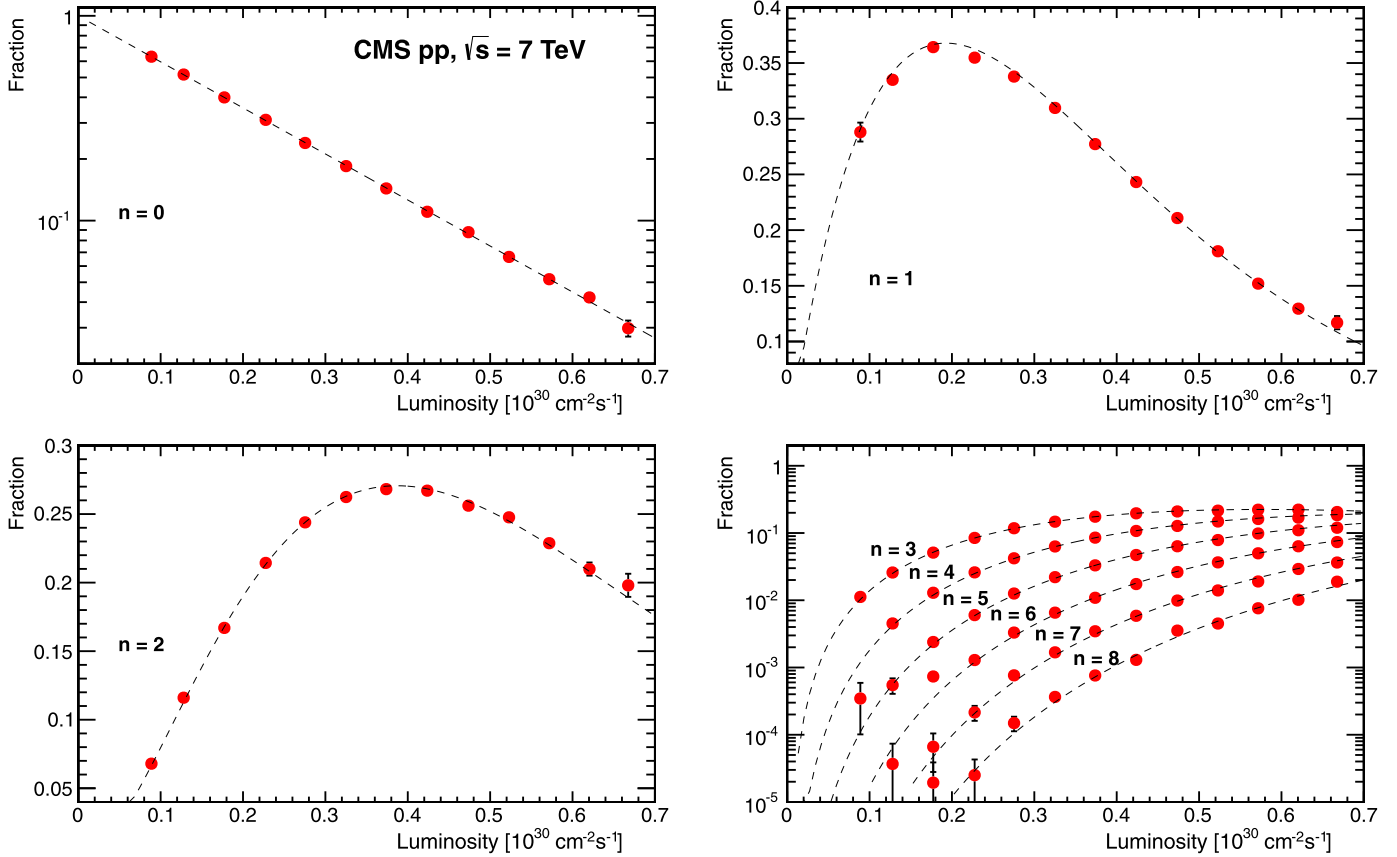 Fraction
1
10⁻¹
CMS pp, √s = 7 TeV
n = 0
0 0.1 0.2 0.3 0.4 0.5 0.6 0.7
Luminosity [10³⁰ cm⁻²s⁻¹]
Fraction
0.4
0.35
0.3
0.25
0.2
0.15
0.1
n = 1
0 0.1 0.2 0.3 0.4 0.5 0.6 0.7
Luminosity [10³⁰ cm⁻²s⁻¹]
Fraction
0.3
0.25
0.2
0.15
0.1
0.05
n = 2
0 0.1 0.2 0.3 0.4 0.5 0.6 0.7
Luminosity [10³⁰ cm⁻²s⁻¹]
Fraction
1
10⁻¹
10⁻²
10⁻³
10⁻⁴
10⁻⁵
n = 3
n = 4
n = 5
n = 6
n = 7
n = 8
0 0.1 0.2 0.3 0.4 0.5 0.6 0.7
Luminosity [10³⁰ cm⁻²s⁻¹]